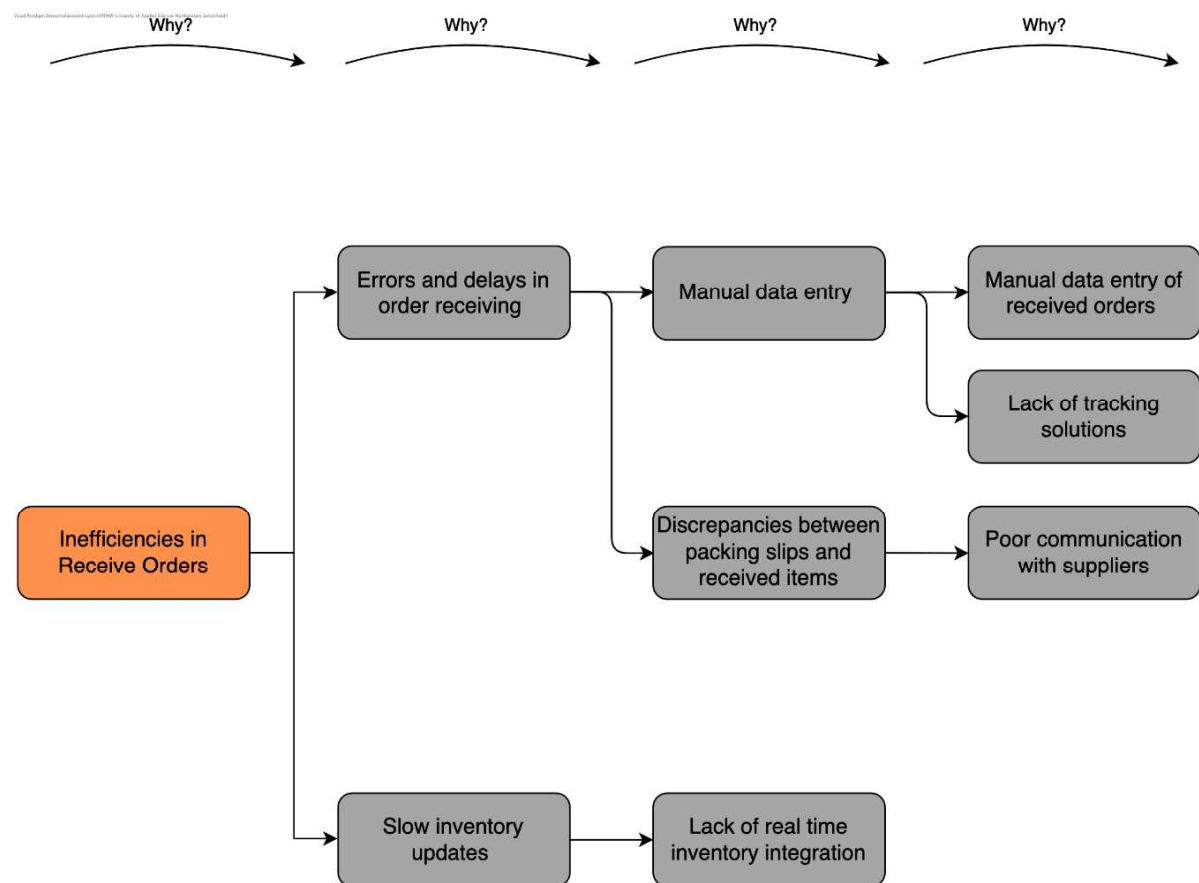 Why?
Why?
Why?
Why?
Errors and delays in
order receiving
Manual data entry
Manual data entry of
received orders
Lack of tracking
solutions
Inefficiencies in
Receive Orders
Discrepancies between
packing slips and
received items
Poor communication
with suppliers
Slow inventory
updates
Lack of real time
inventory integration